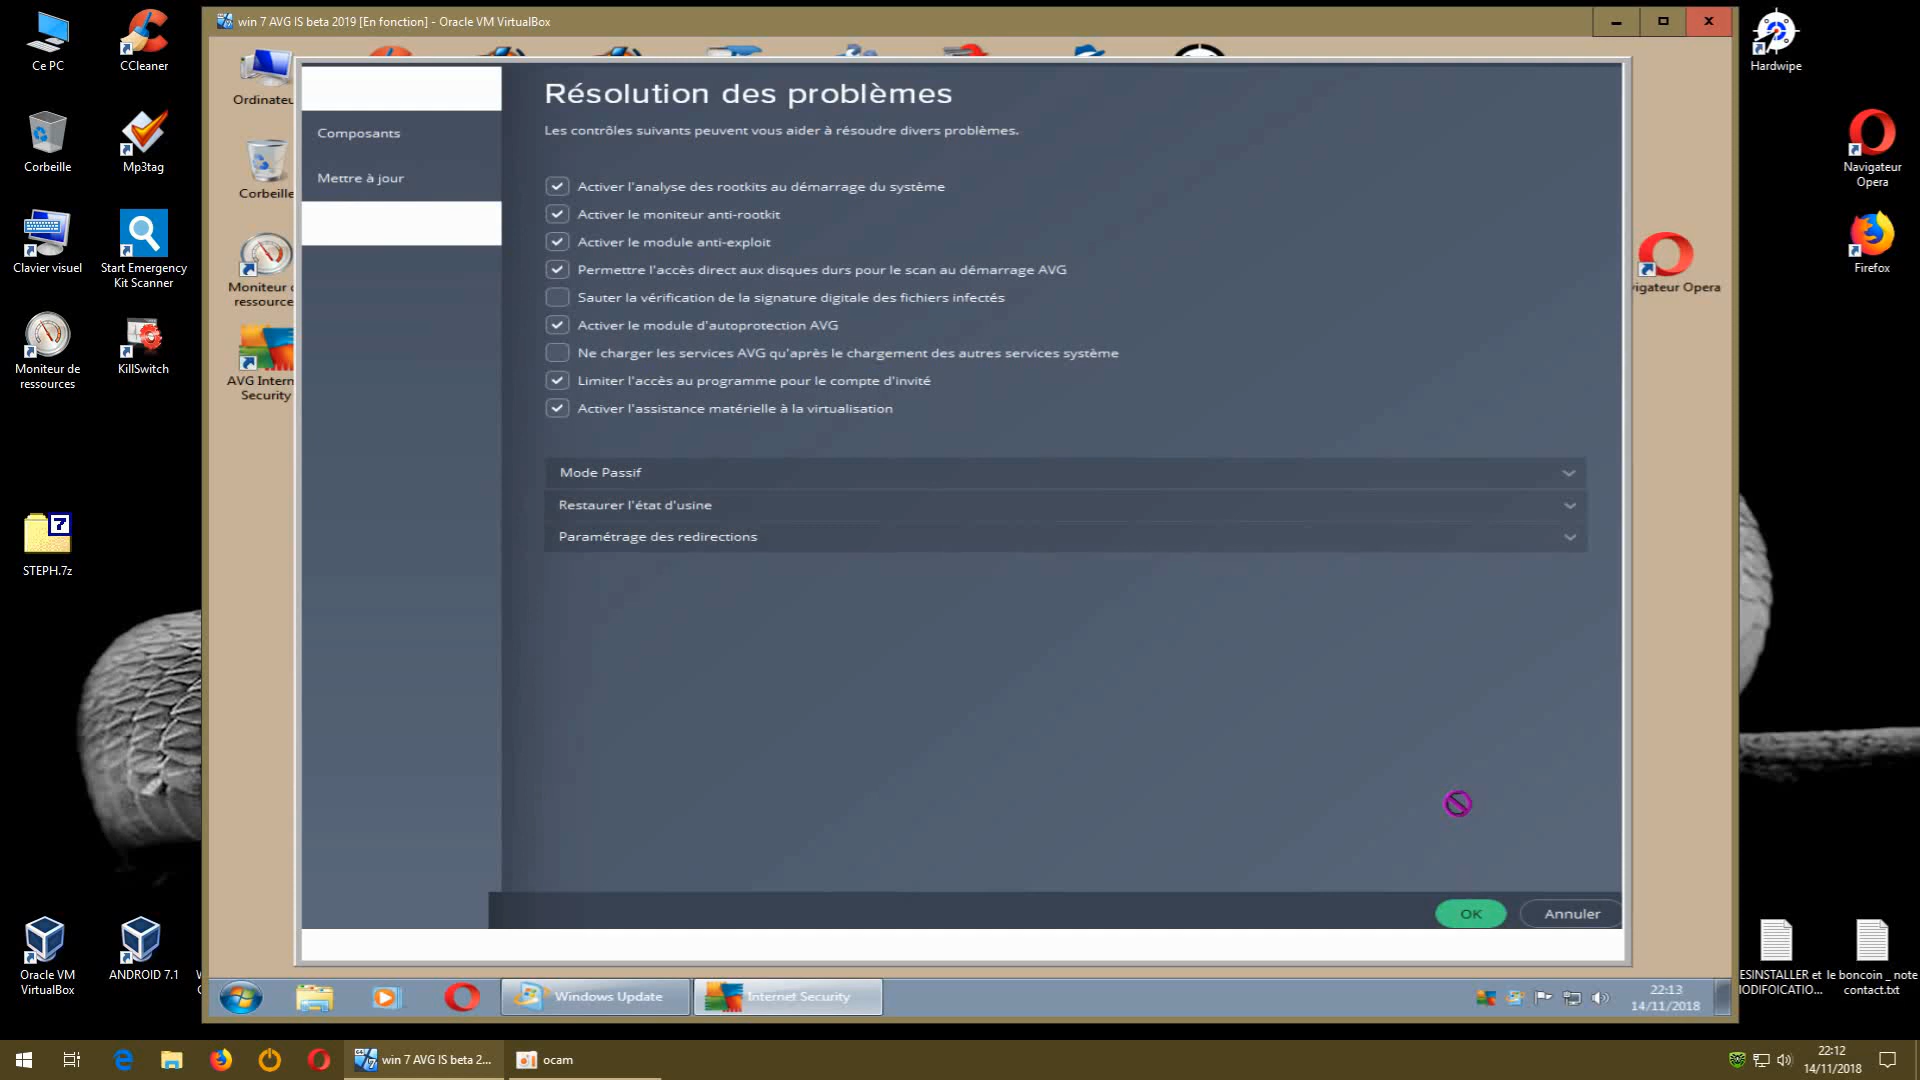 win 7 AVG IS beta 2019 [En fonction] - Oracle VM VirtualBox
Ce PC
CCleaner
Hardwipe
Corbeille
Mp3tag
Navigateur
Opera
Clavier visuel
Start Emergency
Kit Scanner
Firefox
Moniteur de
ressources
KillSwitch
STEPH.7z
Oracle VM
VirtualBox
ANDROID 7.1
Ordinateu
Corbeille
Moniteur
ressource
AVG Intern
Security
igateur Opera
Résolution des problèmes
Les contrôles suivants peuvent vous aider à résoudre divers problèmes.
Composants
Mettre à jour
Activer l'analyse des rootkits au démarrage du système
Activer le moniteur anti-rootkit
Activer le module anti-exploit
Permettre l'accès direct aux disques durs pour le scan au démarrage AVG
Sauter la vérification de la signature digitale des fichiers infectés
Activer le module d'autoprotection AVG
Ne charger les services AVG qu'après le chargement des autres services système
Limiter l'accès au programme pour le compte d'invité
Activer l'assistance matérielle à la virtualisation
Mode Passif
Restaurer l'état d'usine
Paramétrage des redirections
OK
Annuler
Windows Update
Internet Security
22:13
14/11/2018
ESINSTALLER et
IODIFOICATIO...
le boncoin _ note
contact.txt
win 7 AVG IS beta 2...
ocam
22:12
14/11/2018